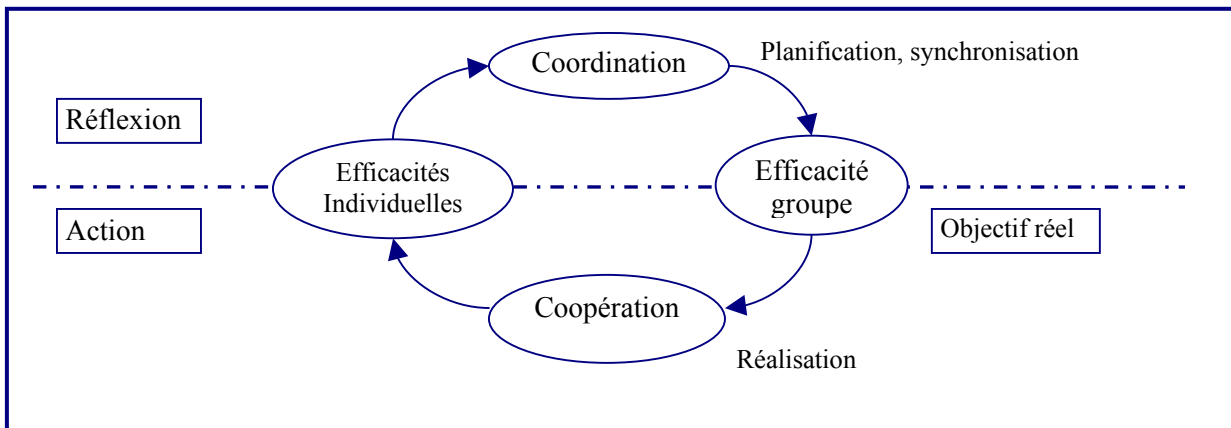 Coordination
Planification, synchronisation
Réflexion
Efficacités
Individuelles
Efficacité
groupe
Action
Objectif réel
Coopération
Réalisation